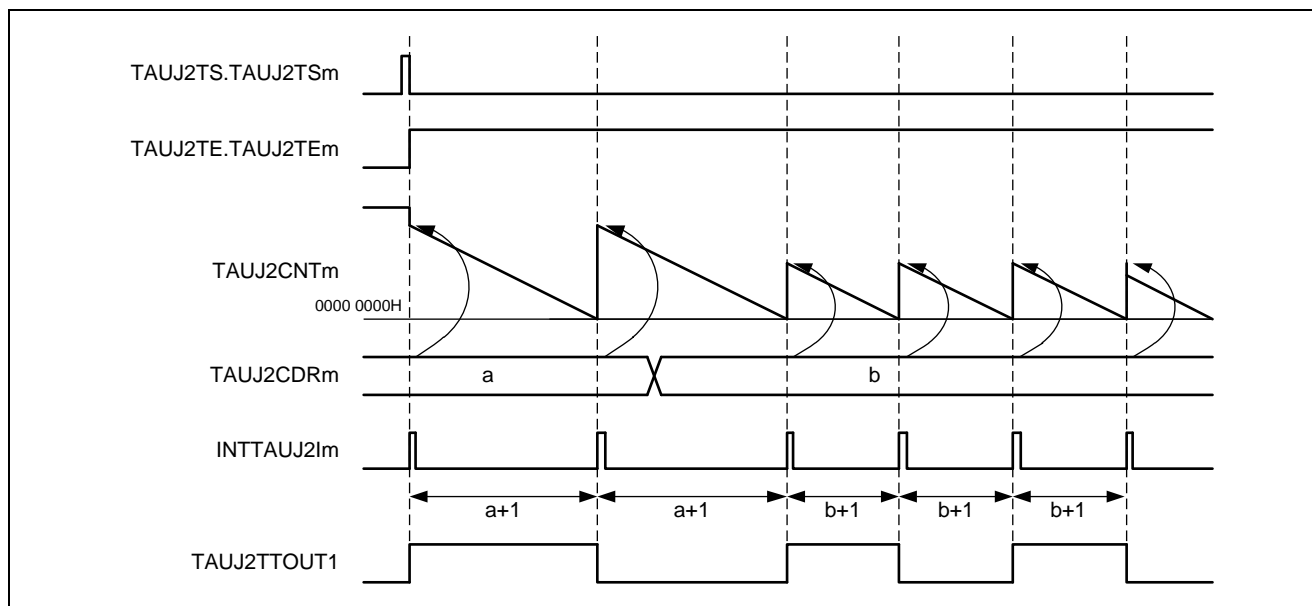 TAUJ2TS.TAUJ2TSm
TAUJ2TE.TAUJ2TEm
TAUJ2CNTm
0000 0000H
TAUJ2CDRm
a
b
INTTAUJ2Im
a+1
a+1
b+1
b+1
b+1
TAUJ2TTOUT1